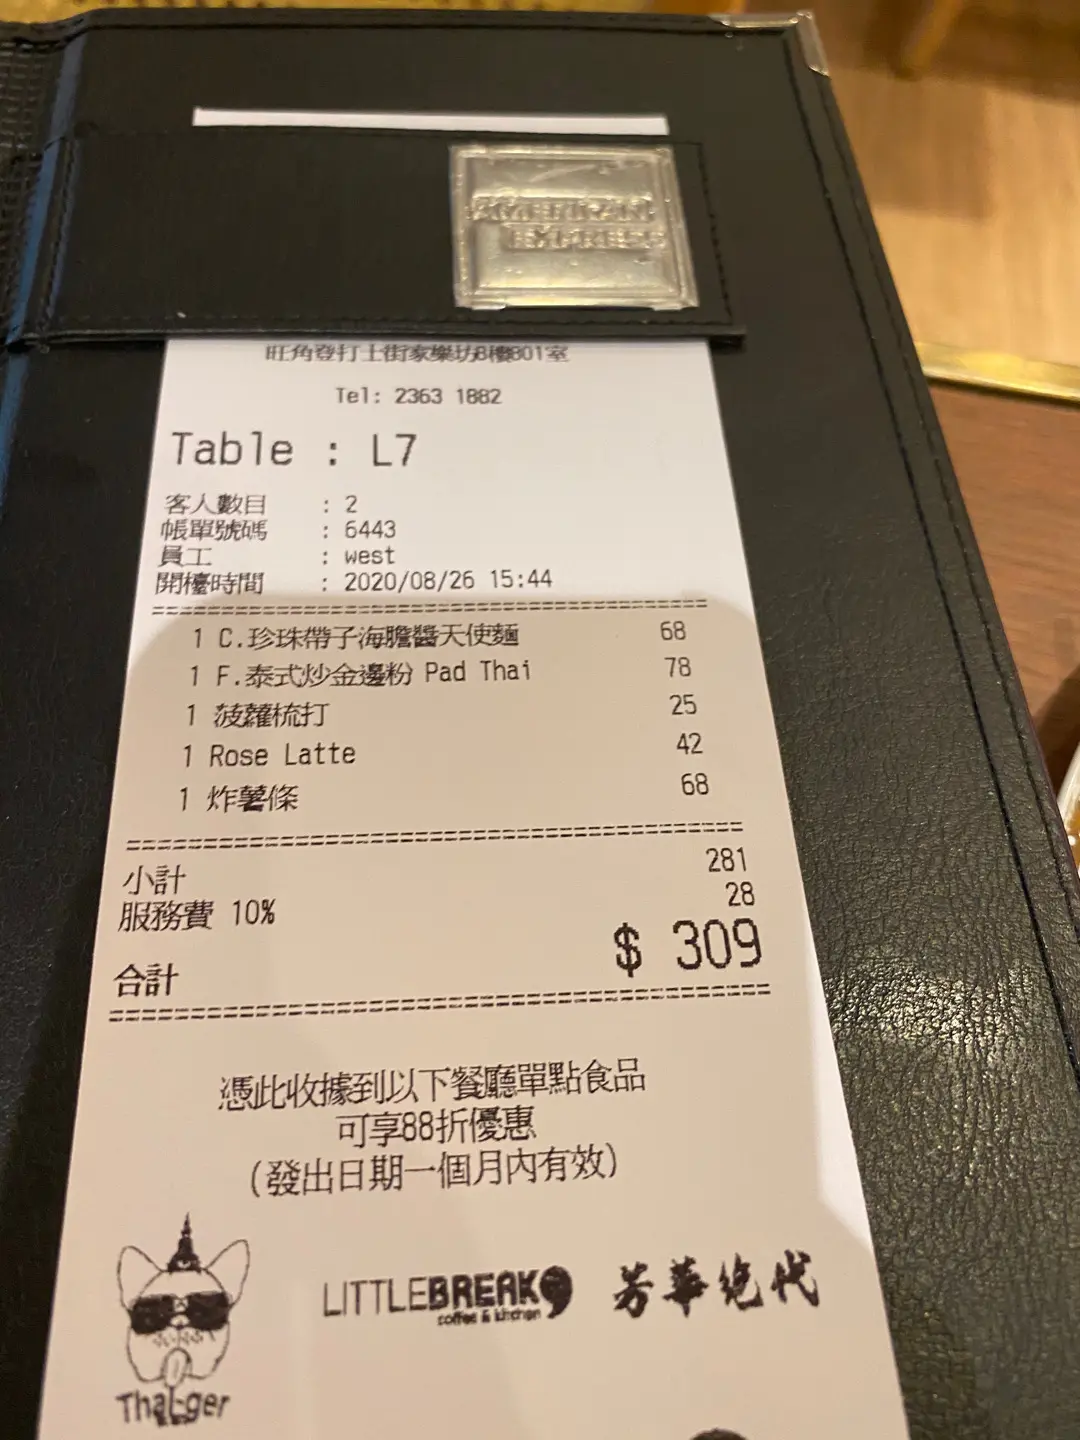 AMERICAN
EXPRESS
旺角登打士街家樂坊8樓801室
Tel: 2363 1882
Table : L7
客人數目 : 2
帳單號碼 : 6443
員工 : west
開檯時間 : 2020/08/26 15:44
1 C.珍珠帶子海膽醬天使麵 68
1 F.泰式炒金邊粉 Pad Thai 78
1 菠蘿梳打 25
1 Rose Latte 42
1 炸薯條 68
小計 281
服務費 10% 28
合計 $ 309
憑此收據到以下餐廳單點食品
可享88折優惠
(發出日期一個月內有效)
LITTLEBREAK
coffee & kitchen
芳華绝代
Thai-ger